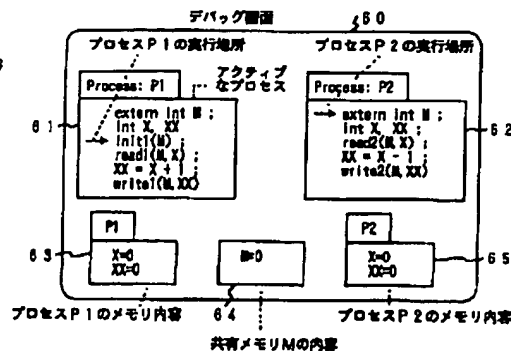 デバッグ画面
60
プロセスP1の実行場所
プロセスP2の実行場所
Process: P1
アクティブ
なプロセス
Process: P2
61
extern int M ;
int X, XX
init1(M) ;
read1(M,X) ;
XX = X + 1 ;
write1(M,XX)
extern int M ;
int X, XX
read2(M,X) ;
XX = X - 1 ;
write2(M,XX)
62
P1
P2
63
X=0
XX=0
M=0
X=0
XX=0
65
プロセスP1のメモリ内容
64
プロセスP2のメモリ内容
共有メモリMの内容